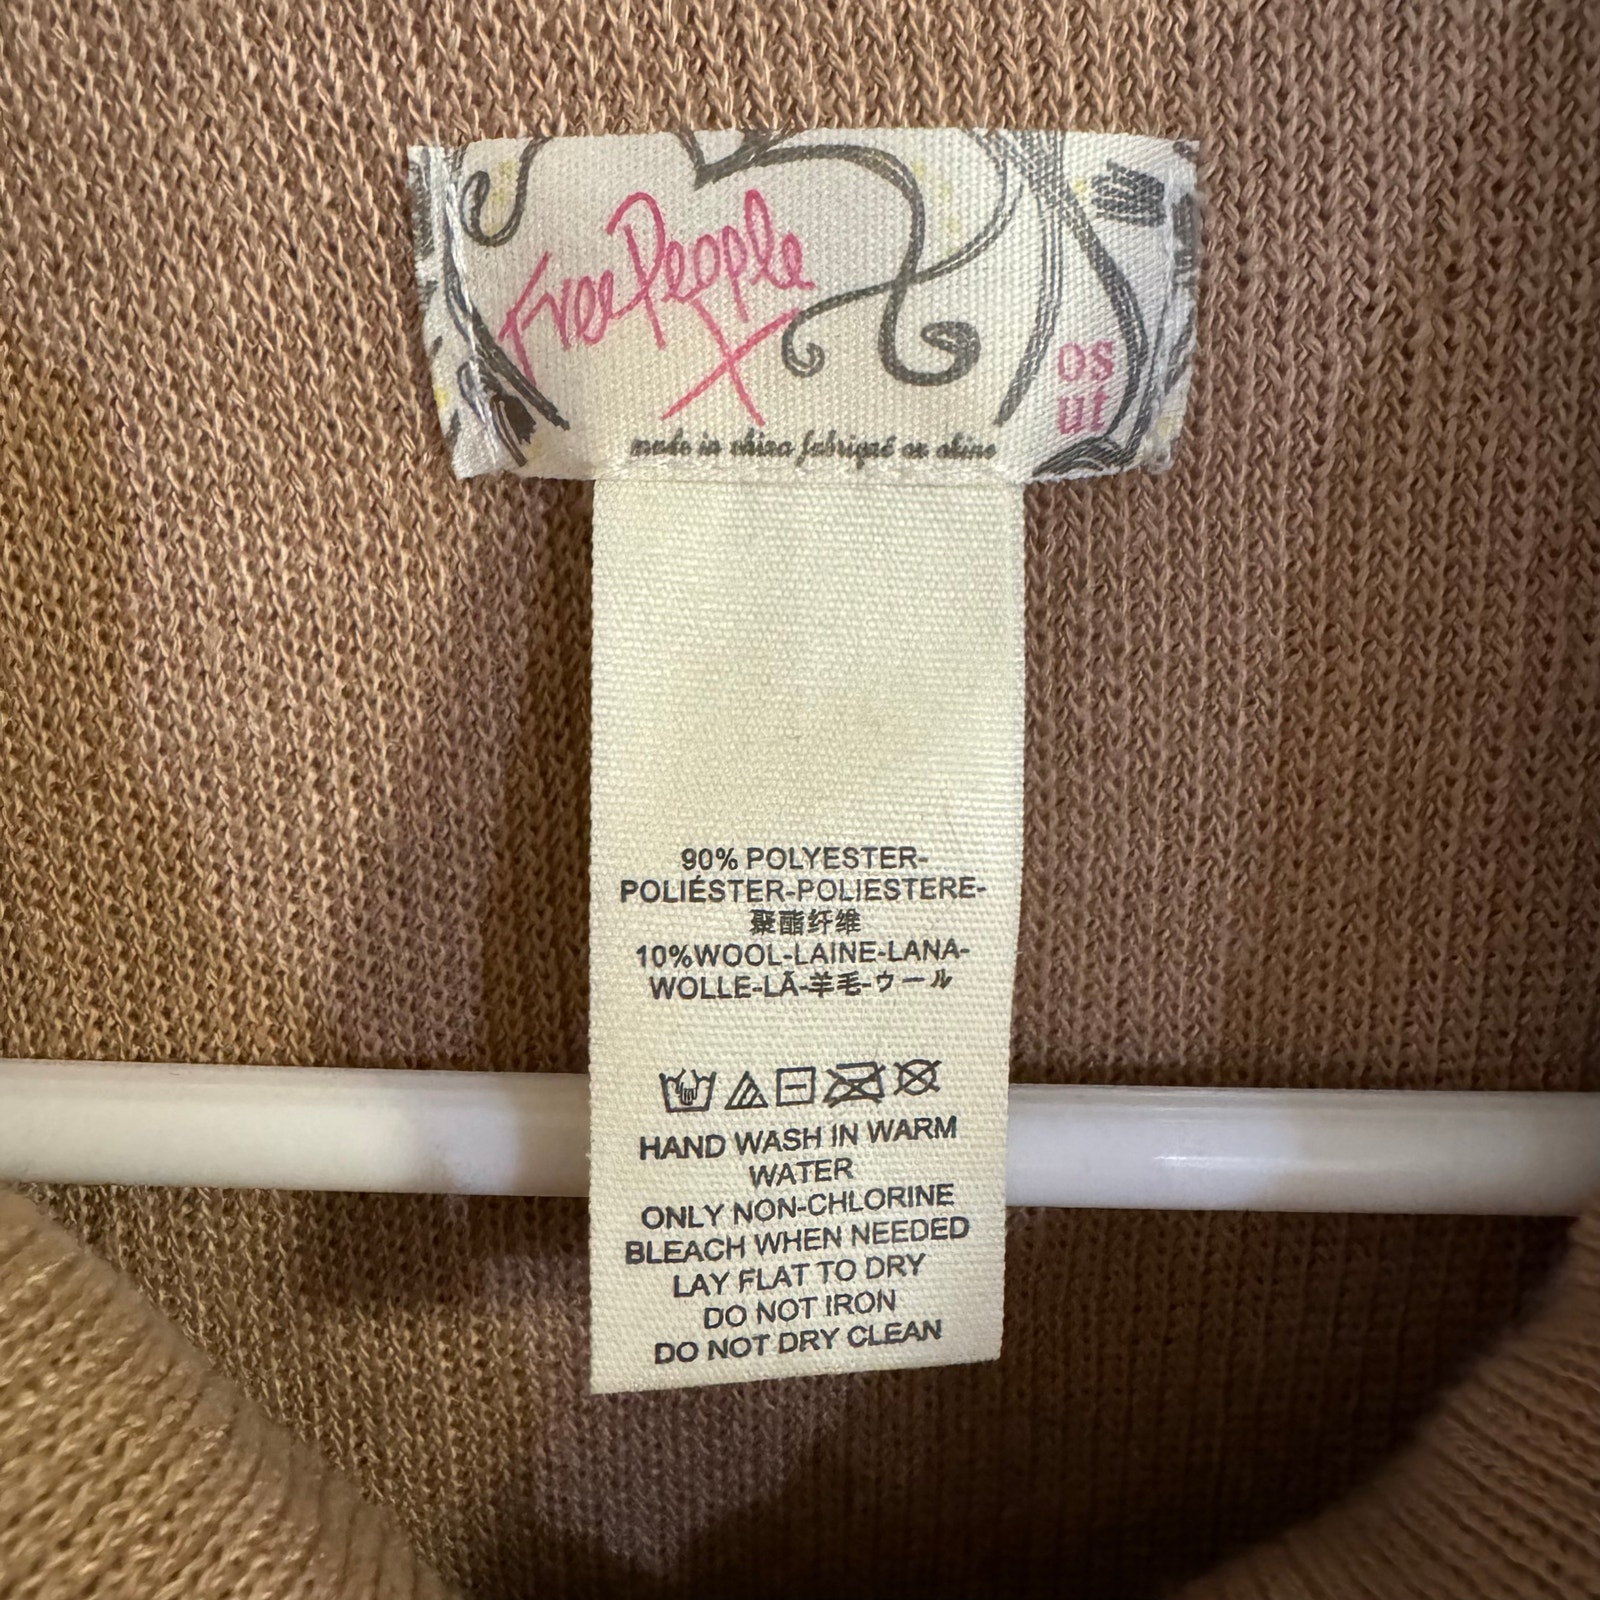 Free People
X
os
ut
made in china fabriqué en chine
90% POLYESTER-
POLIÉSTER-POLIESTERE-
聚酯纤维
10%WOOL-LAINE-LANA-
WOLLE-LÃ-羊毛-ウール
HAND WASH IN WARM
WATER
ONLY NON-CHLORINE
BLEACH WHEN NEEDED
LAY FLAT TO DRY
DO NOT IRON
DO NOT DRY CLEAN